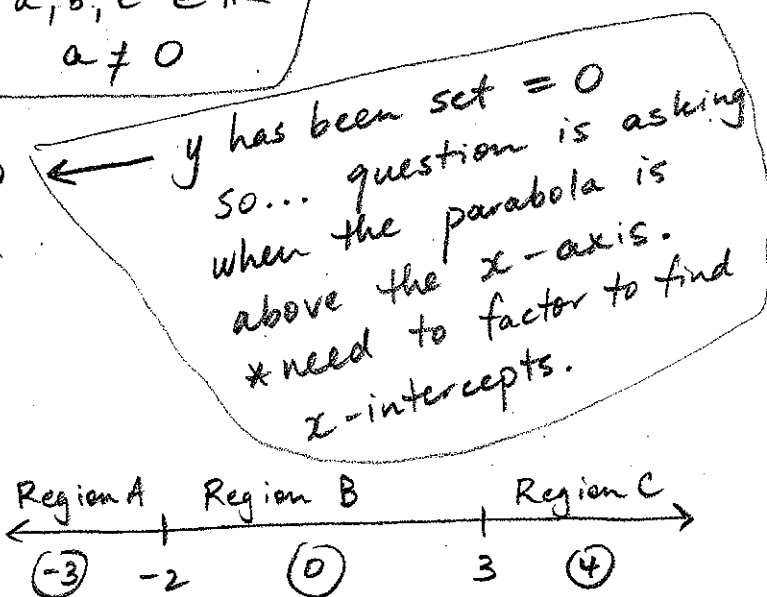 a, b, c ∈
a ≠ 0
← y has been set = 0
so... question is asking
when the parabola is
above the x-axis.
* need to factor to find
x-intercepts.
Region A Region B Region C
-3 -2 0 3 4